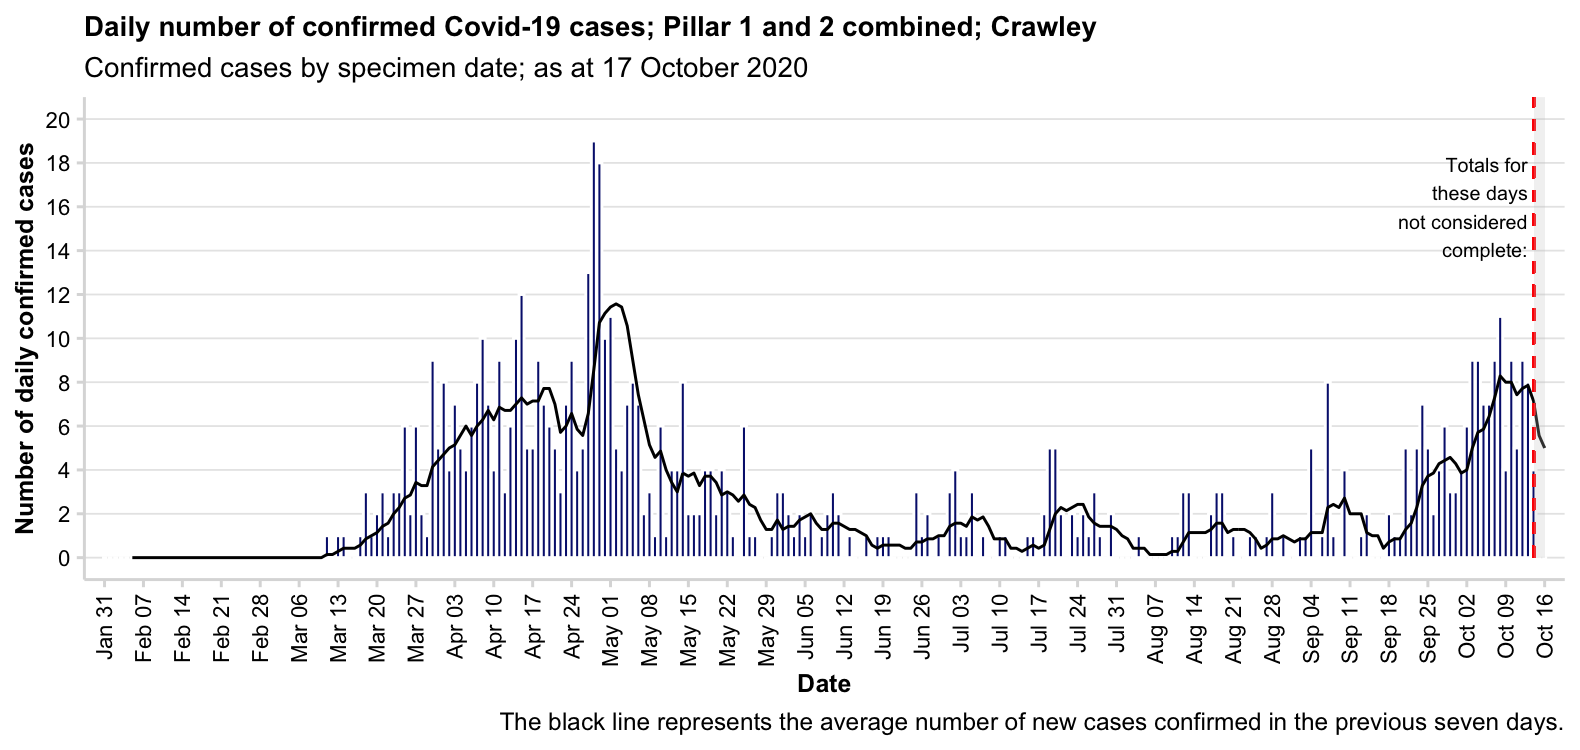 Daily number of confirmed Covid-19 cases; Pillar 1 and 2 combined; Crawley
Confirmed cases by specimen date; as at 17 October 2020
Number of daily confirmed cases
20
18
16
14
12
10
8
6
4
2
0
Totals for
these days
not considered
complete:
Jan 31
Feb 07
Feb 14
Feb 21
Feb 28
Mar 06
Mar 13
Mar 20
Mar 27
Apr 03
Apr 10
Apr 17
Apr 24
May 01
May 08
May 15
May 22
May 29
Jun 05
Jun 12
Jun 19
Jun 26
Jul 03
Jul 10
Jul 17
Jul 24
Jul 31
Aug 07
Aug 14
Aug 21
Aug 28
Sep 04
Sep 11
Sep 18
Sep 25
Oct 02
Oct 09
Oct 16
Date
The black line represents the average number of new cases confirmed in the previous seven days.